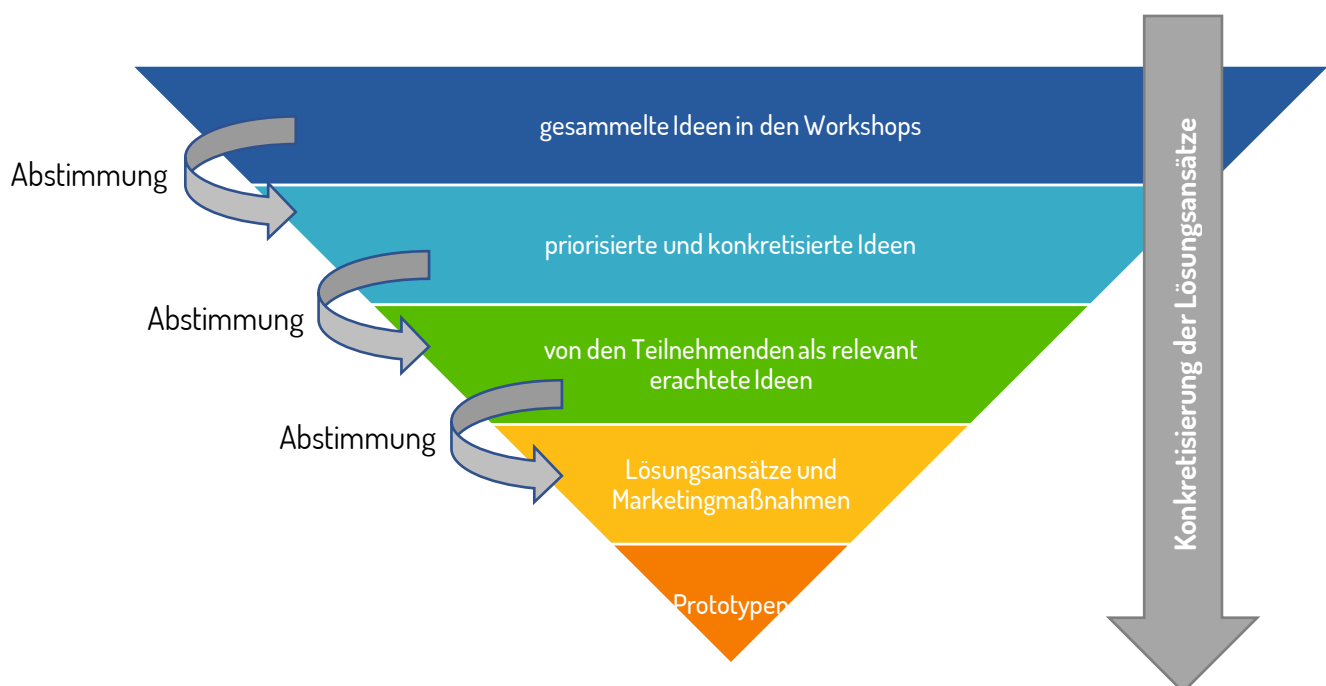 gesammelte Ideen in den Workshops
Abstimmung
priorisierte und konkretisierte Ideen
Abstimmung
von den Teilnehmenden als relevant
erachtete Ideen
Abstimmung
Lösungsansätze und
Marketingmaßnahmen
Prototypen
Konkretisierung der Lösungsansätze